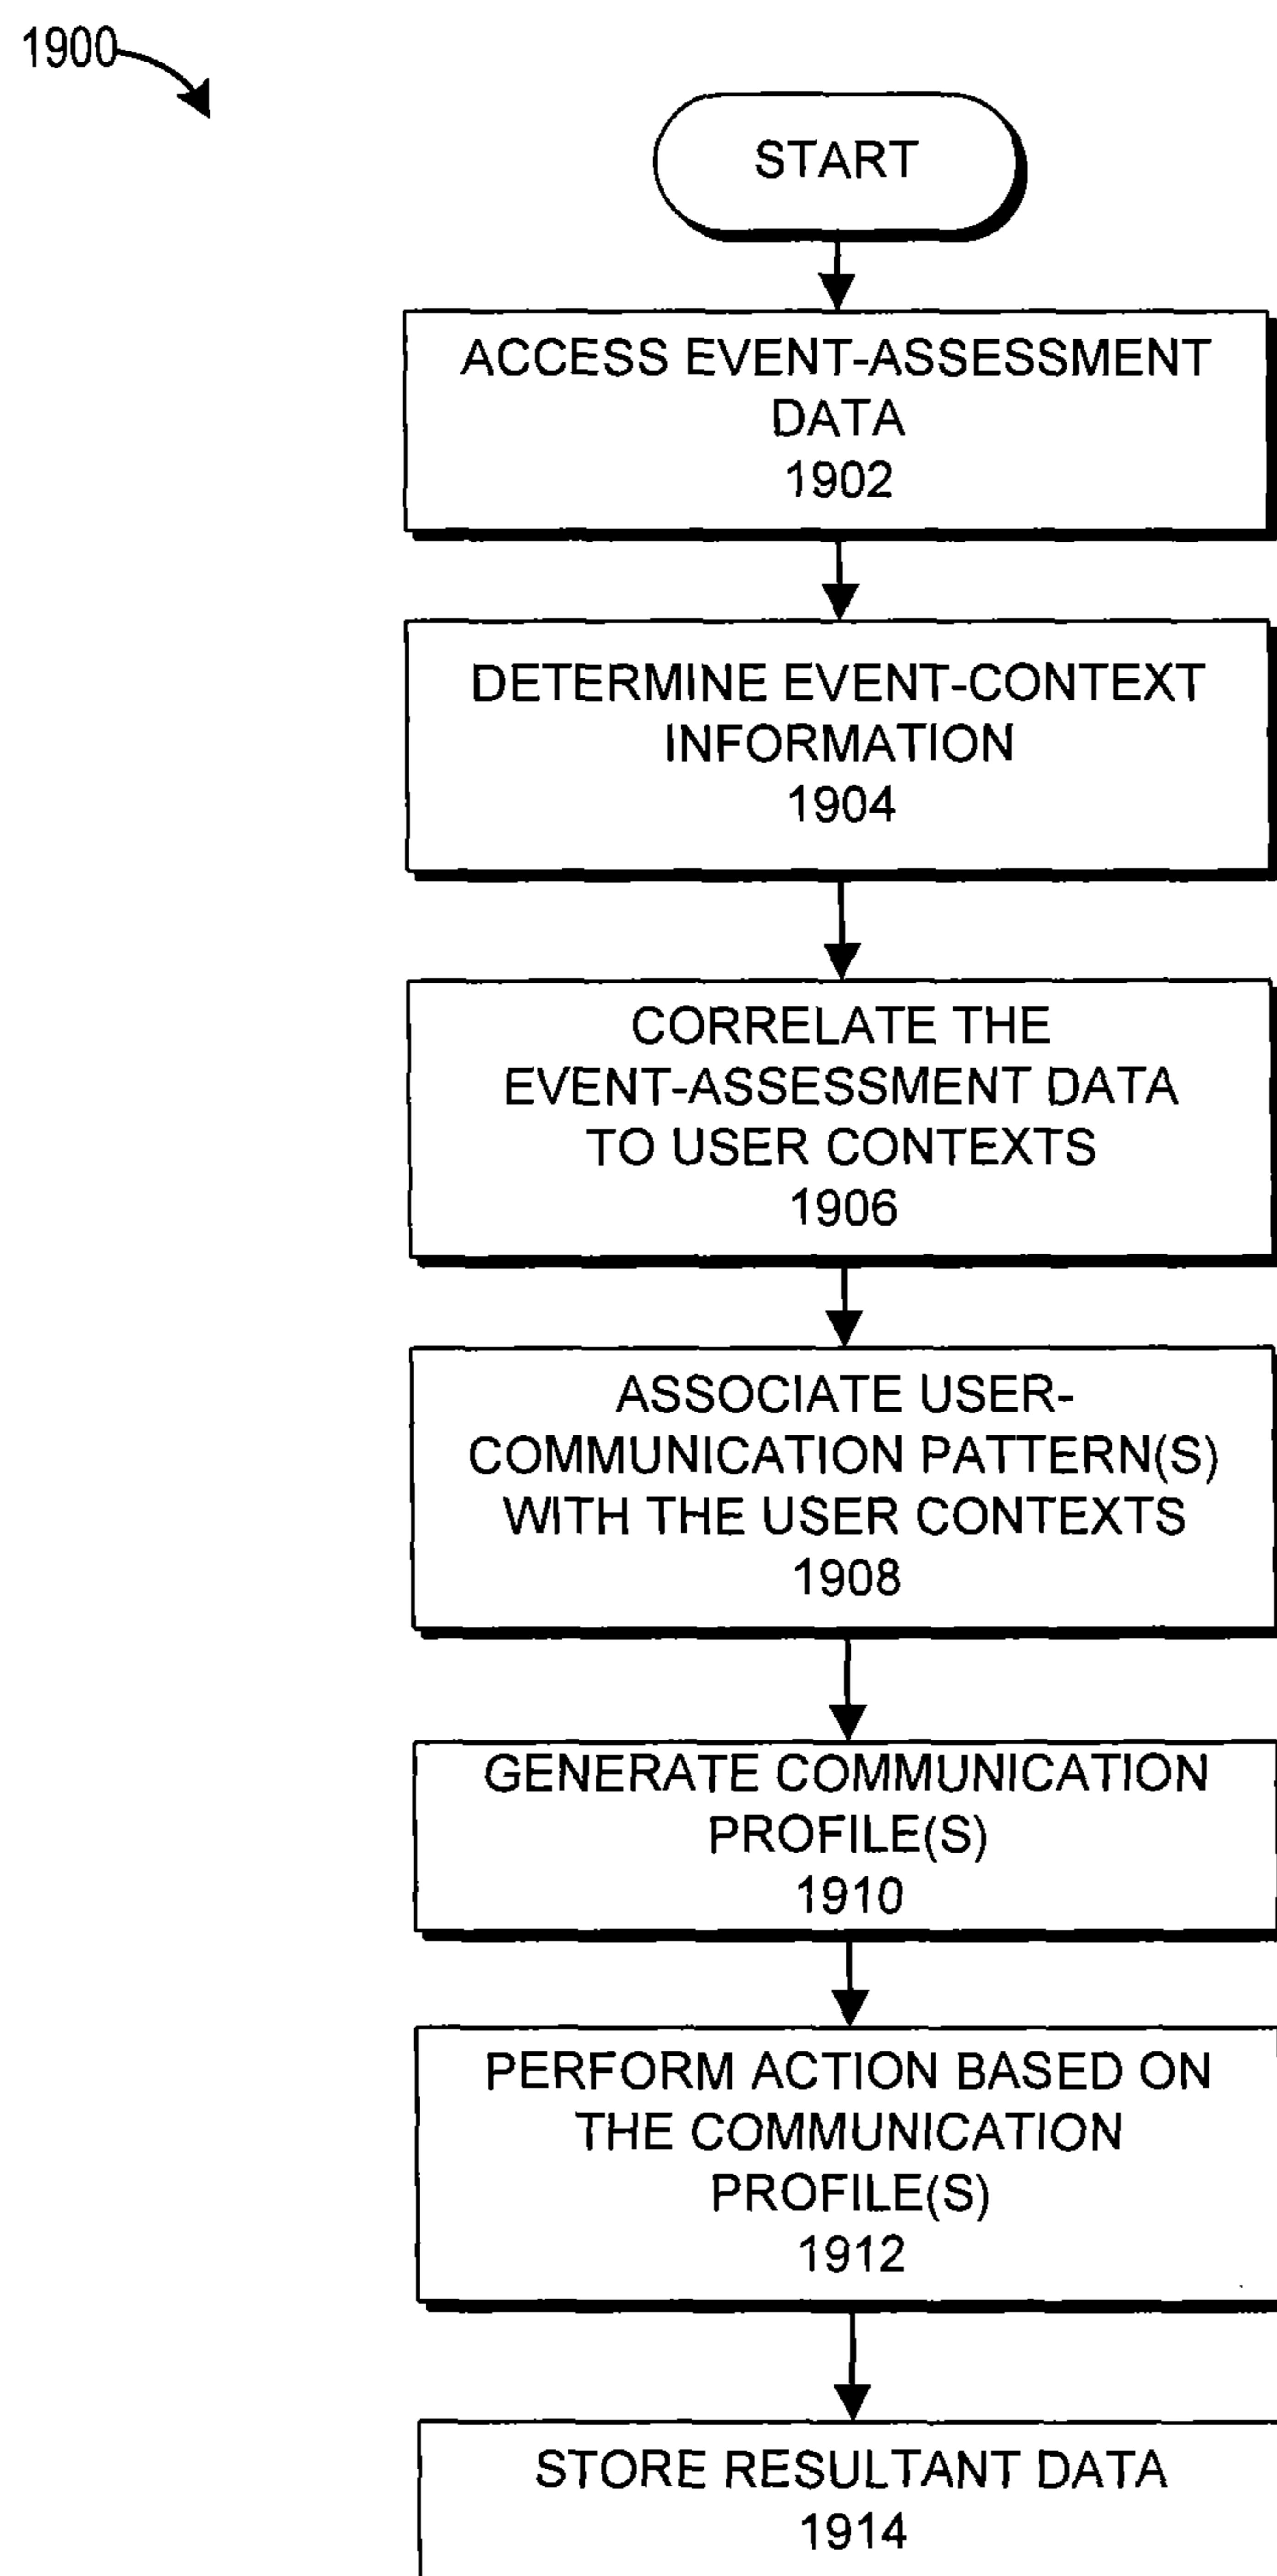 1900
START
ACCESS EVENT-ASSESSMENT
DATA
1902
DETERMINE EVENT-CONTEXT
INFORMATION
1904
CORRELATE THE
EVENT-ASSESSMENT DATA
TO USER CONTEXTS
1906
ASSOCIATE USER-
COMMUNICATION PATTERN(S)
WITH THE USER CONTEXTS
1908
GENERATE COMMUNICATION
PROFILE(S)
1910
PERFORM ACTION BASED ON
THE COMMUNICATION
PROFILE(S)
1912
STORE RESULTANT DATA
1914